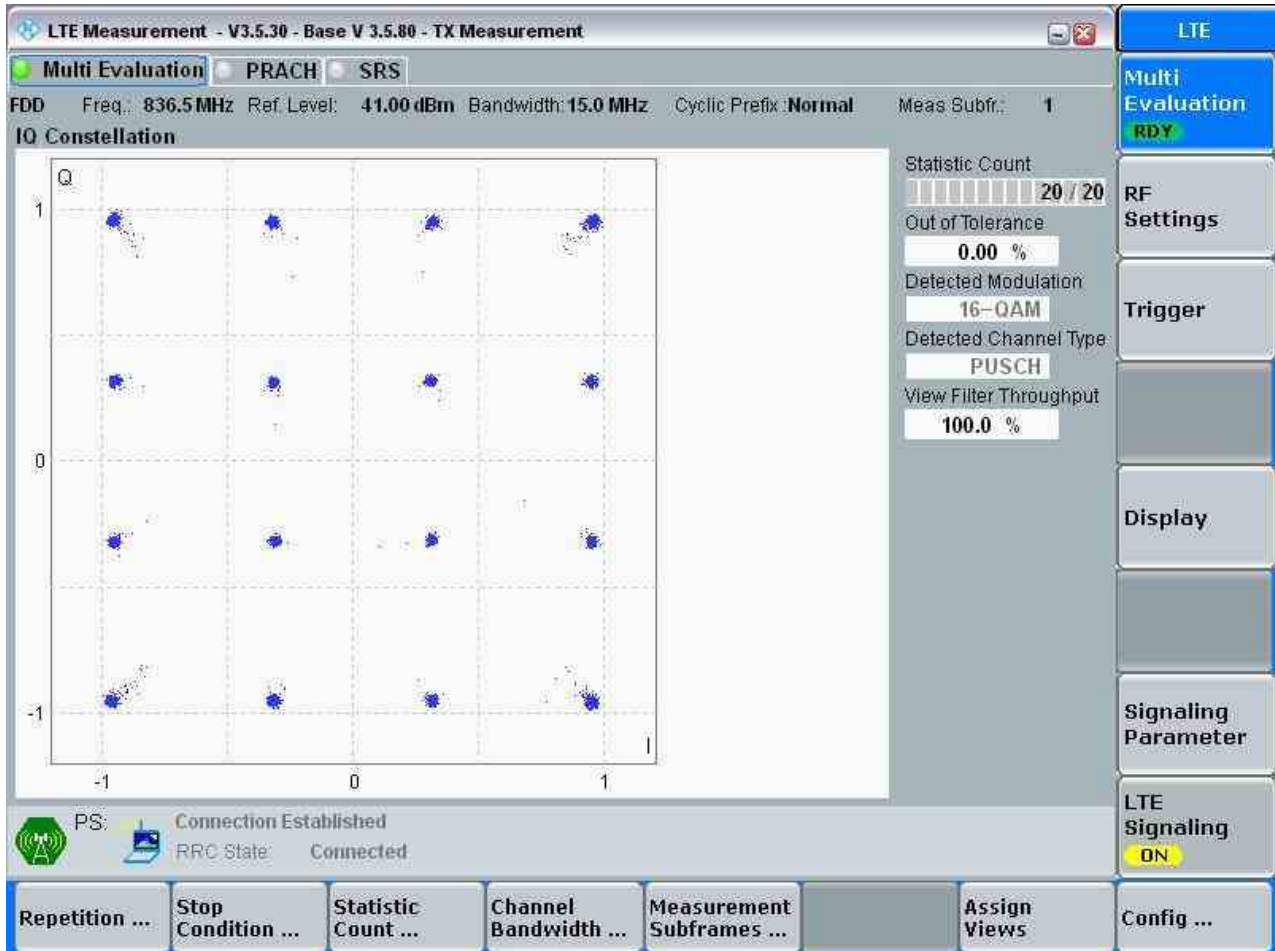 LTE Measurement - V3.5.30 - Base V 3.5.80 - TX Measurement
LTE
Multi Evaluation PRACH SRS
FDD Freq.: 836.5 MHz Ref. Level: 41.00 dBm Bandwidth: 15.0 MHz Cyclic Prefix : Normal Meas Subfr.: 1
IQ Constellation
Q
1
0
-1
-1 0 1
I
Statistic Count
20 / 20
Out of Tolerance
0.00 %
Detected Modulation
16-QAM
Detected Channel Type
PUSCH
View Filter Throughput
100.0 %
Multi
Evaluation
RDY
RF
Settings
Trigger
Display
Signaling
Parameter
LTE
Signaling
ON
PS: Connection Established
RRC State: Connected
Repetition ...
Stop
Condition ...
Statistic
Count ...
Channel
Bandwidth ...
Measurement
Subframes ...
Assign
Views
Config ...